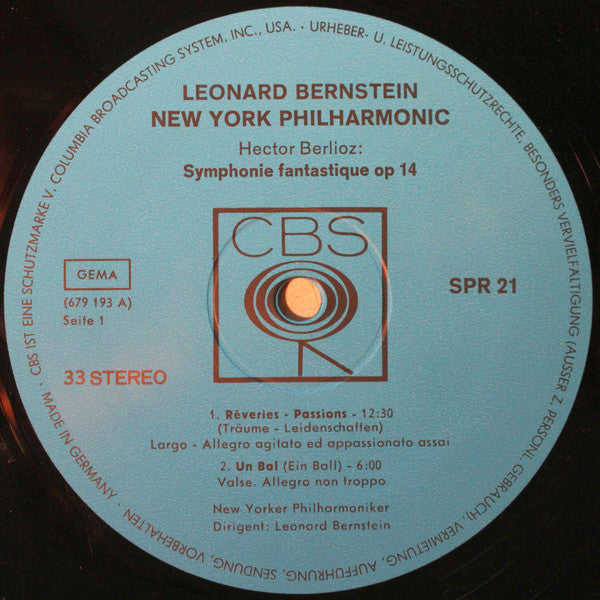 · CBS IST EINE SCHUTZMARKE V. COLUMBIA BROADCASTING SYSTEM, INC., USA. · URHEBER- U. LEISTUNGSSCHUTZRECHTE, BESONDERS VERVIELFÄLTIGUNG (AUSSER Z. PERSÖNL. GEBRAUCH), VERMIETUNG, AUFFÜHRUNG, SENDUNG, VORBEHALTEN · MADE IN GERMANY
LEONARD BERNSTEIN
NEW YORK PHILHARMONIC
Hector Berlioz:
Symphonie fantastique op 14
CBS
GEMA
(679 193 A)
Seite 1
SPR 21
33 STEREO
1. Rêveries - Passions - 12:30
(Träume - Leidenschaften)
Largo - Allegro agitato ed appassionato assai
2. Un Bal (Ein Ball) - 6:00
Valse. Allegro non troppo
New Yorker Philharmoniker
Dirigent: Leonard Bernstein